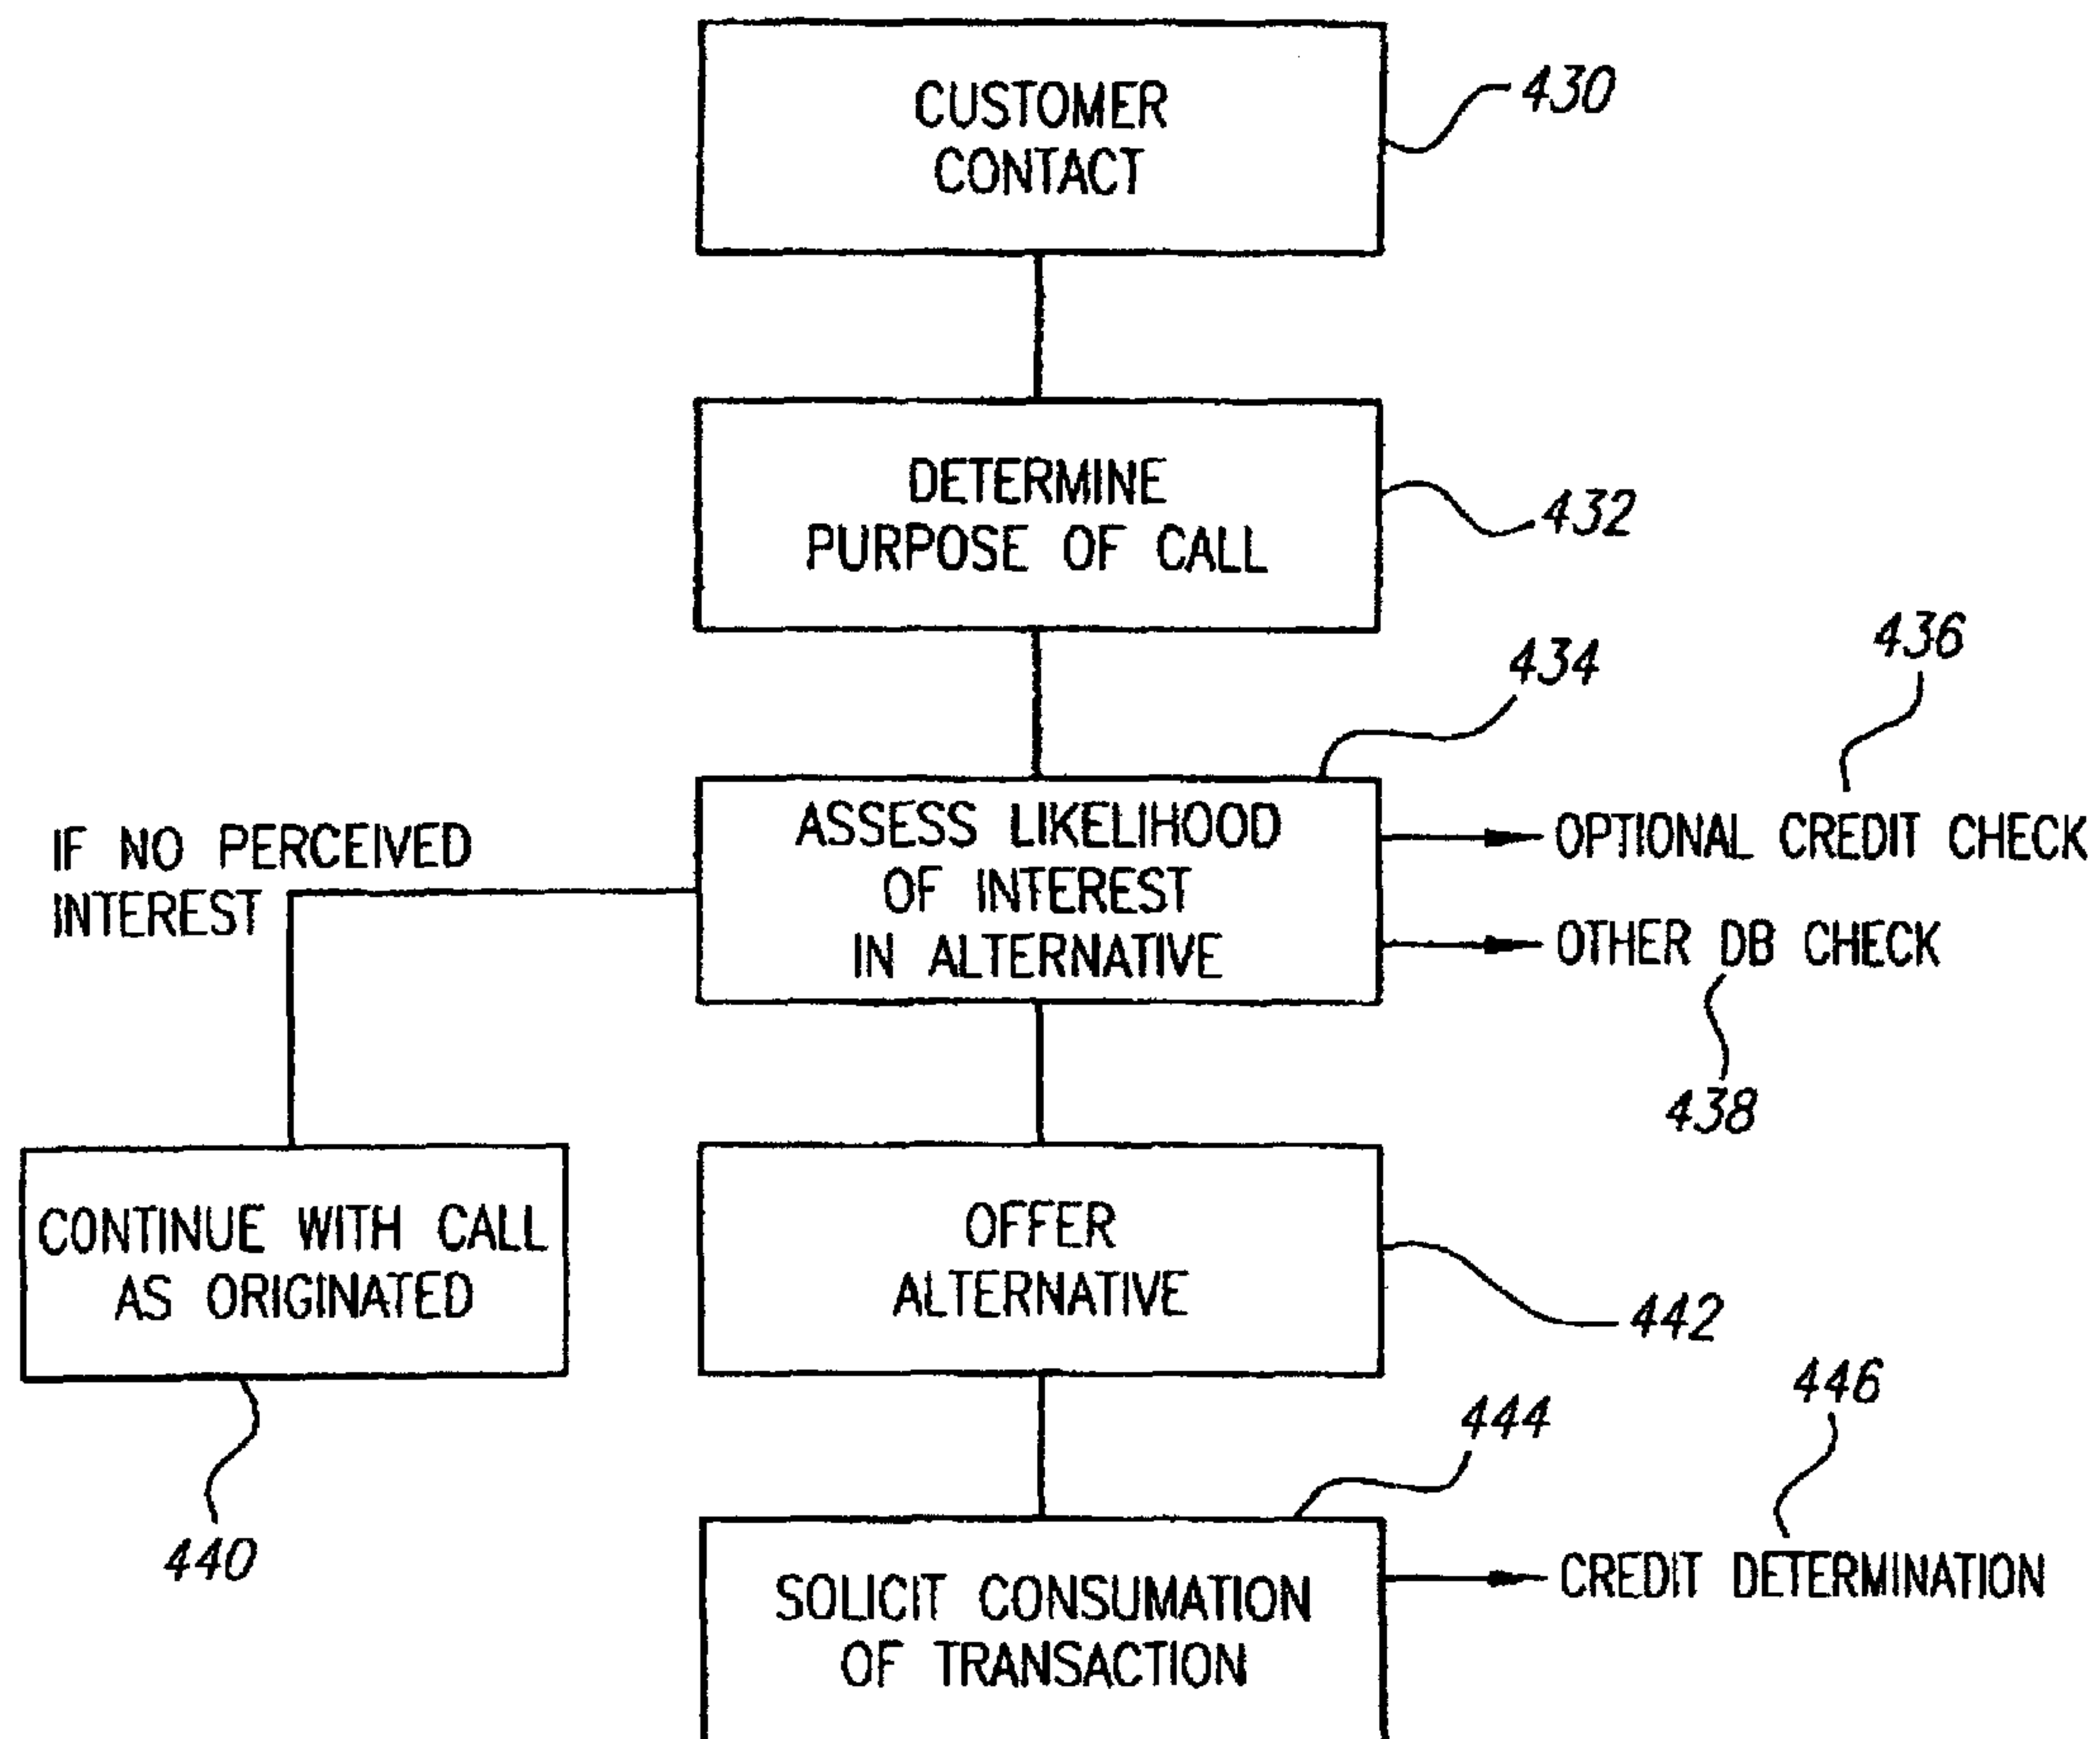 CUSTOMER
CONTACT
430
DETERMINE
PURPOSE OF CALL
432
434
436
IF NO PERCEIVED
INTEREST
ASSESS LIKELIHOOD
OF INTEREST
IN ALTERNATIVE
OPTIONAL CREDIT CHECK
OTHER DB CHECK
438
CONTINUE WITH CALL
AS ORIGINATED
440
OFFER
ALTERNATIVE
442
444
446
SOLICIT CONSUMATION
OF TRANSACTION
CREDIT DETERMINATION